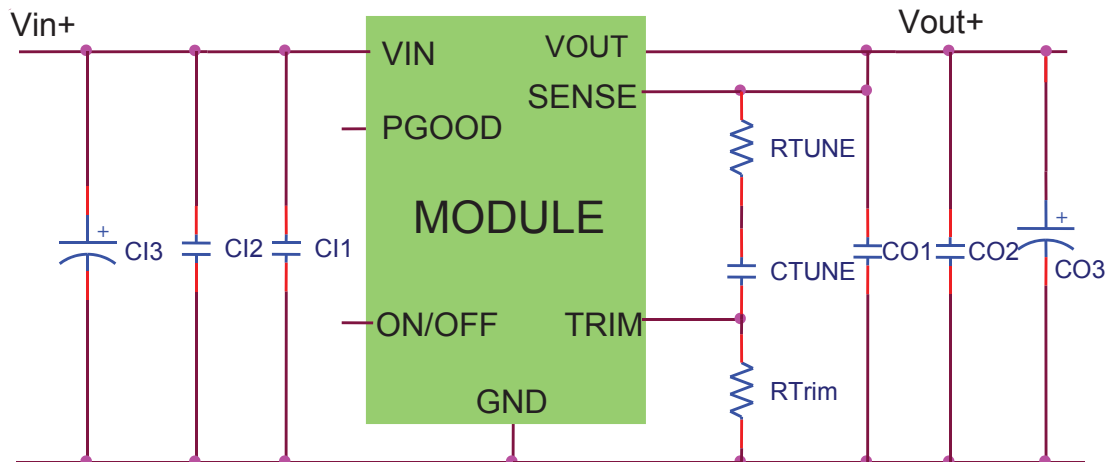 Vin+
Vout+
VIN
VOUT
SENSE
PGOOD
RTUNE
MODULE
+
CI3
CI2
CI1
CTUNE
CO1
CO2
+
CO3
ON/OFF
TRIM
RTrim
GND